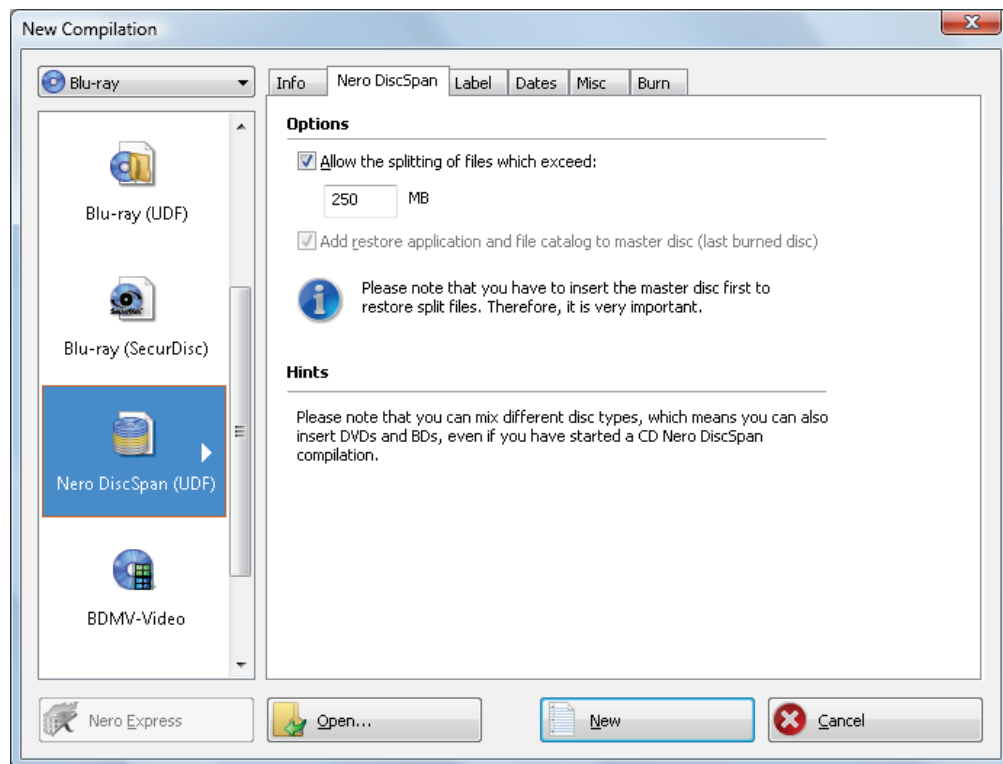 New Compilation
Blu-ray
Info
Nero DiscSpan
Label
Dates
Misc
Burn
Blu-ray (UDF)
SecurDisc
Blu-ray (SecurDisc)
Nero DiscSpan (UDF)
BDMV-Video
Options
Allow the splitting of files which exceed:
250 MB
Add restore application and file catalog to master disc (last burned disc)
Please note that you have to insert the master disc first to
restore split files. Therefore, it is very important.
Hints
Please note that you can mix different disc types, which means you can also
insert DVDs and BDs, even if you have started a CD Nero DiscSpan
compilation.
Nero Express
Open...
New
Cancel